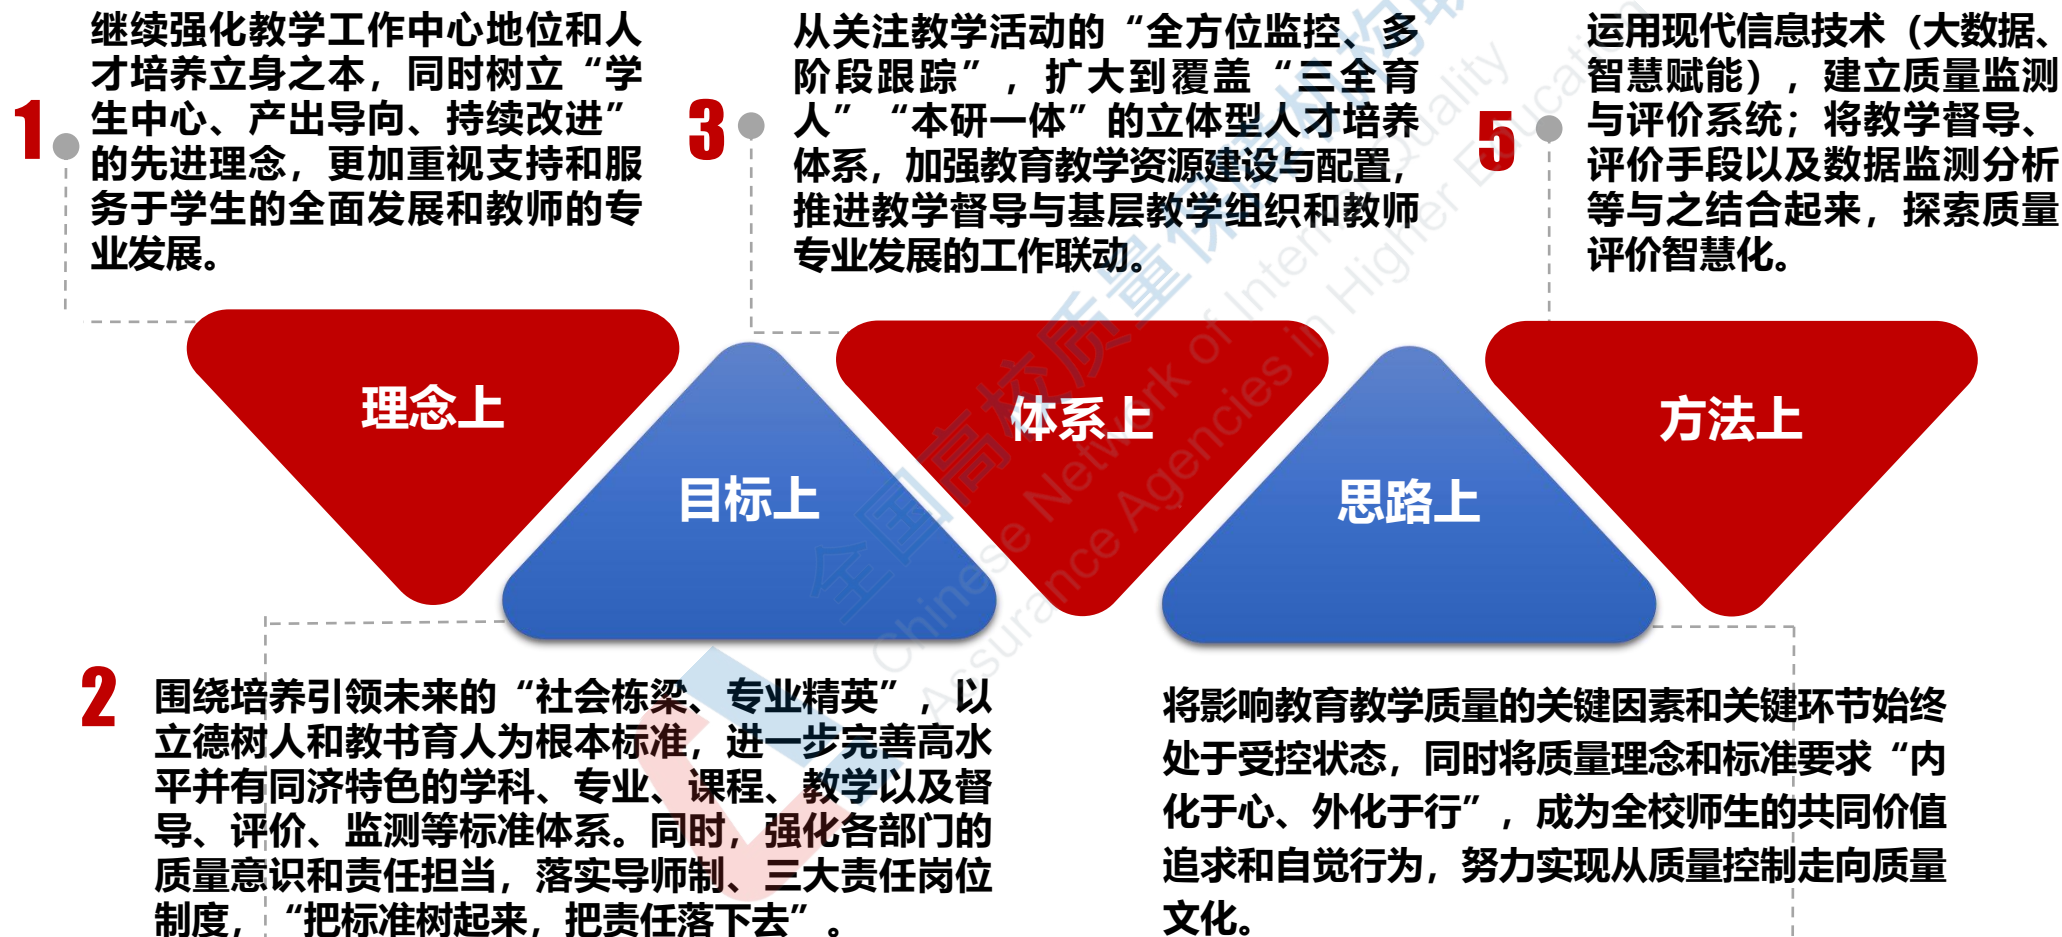 1
继续强化教学工作中心地位和人
才培养立身之本，同时树立“学
生中心、产出导向、持续改进”
的先进理念，更加重视支持和服
务于学生的全面发展和教师的专
业发展。
3
从关注教学活动的“全方位监控、多
阶段跟踪”，扩大到覆盖“三全育
人”“本研一体”的立体型人才培养
体系，加强教育教学资源建设与配置，
推进教学督导与基层教学组织和教师
专业发展的工作联动。
5
运用现代信息技术（大数据、
智慧赋能），建立质量监测
与评价系统；将教学督导、
评价手段以及数据监测分析
等与之结合起来，探索质量
评价智慧化。
理念上
目标上
体系上
思路上
方法上
2
围绕培养引领未来的“社会栋梁、专业精英”，以
立德树人和教书育人为根本标准，进一步完善高水
平并有同济特色的学科、专业、课程、教学以及督
导、评价、监测等标准体系。同时，强化各部门的
质量意识和责任担当，落实导师制、三大责任岗位
制度，“把标准树起来，把责任落下去”。
将影响教育教学质量的关键因素和关键环节始终
处于受控状态，同时将质量理念和标准要求“内
化于心、外化于行”，成为全校师生的共同价值
追求和自觉行为，努力实现从质量控制走向质量
文化。
全国高校质量保障机构联
Chinese Network of Internal Quality
Assurance Agencies in Higher Education